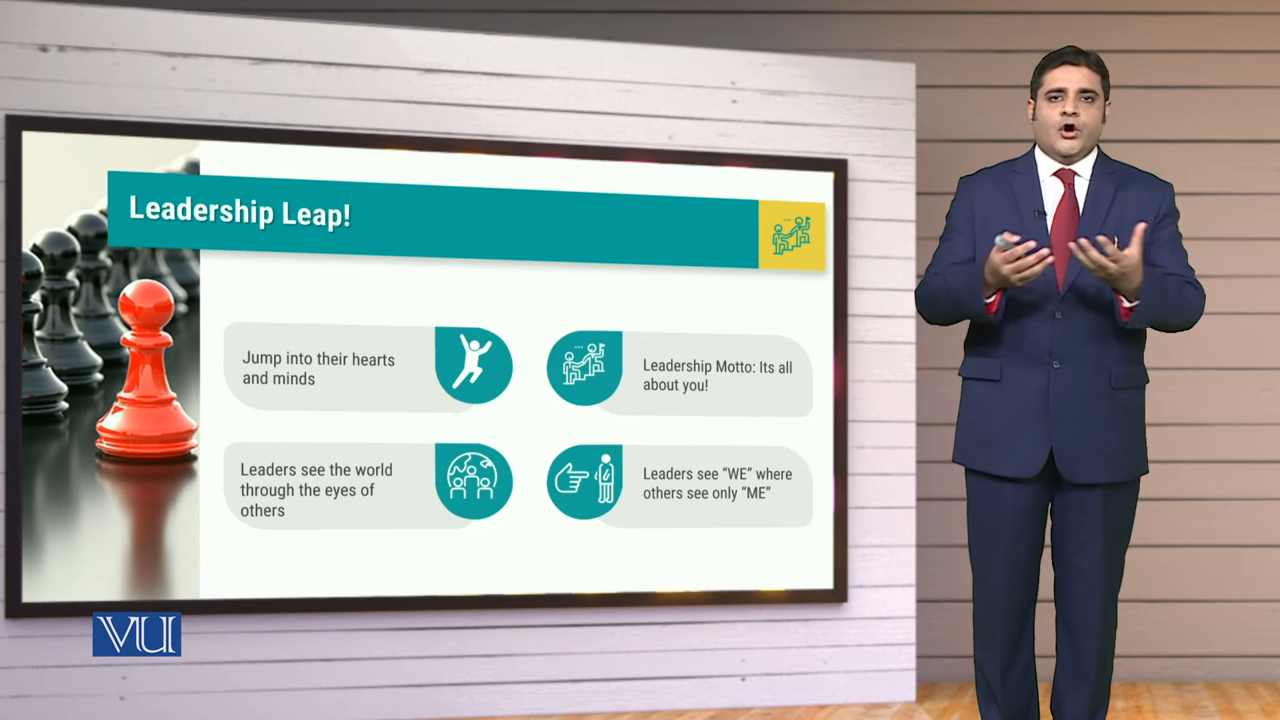 Leadership Leap!
Jump into their hearts
and minds
Leadership Motto: Its all
about you!
Leaders see the world
through the eyes of
others
Leaders see “WE” where
others see only “ME”
VU